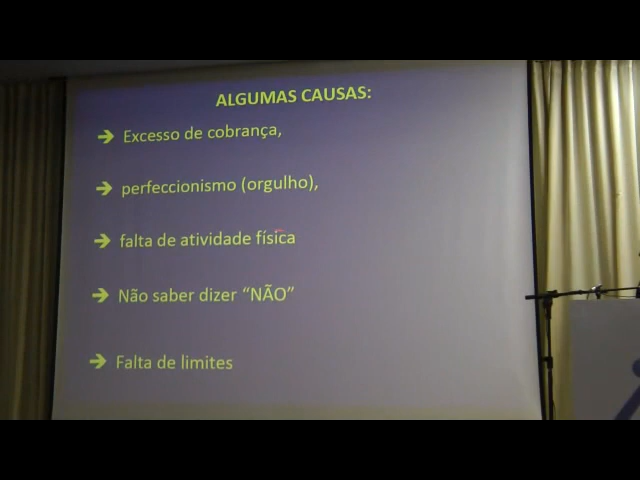 ALGUMAS CAUSAS:
→ Excesso de cobrança,
→ perfeccionismo (orgulho),
→ falta de atividade física
→ Não saber dizer “NÃO”
→ Falta de limites